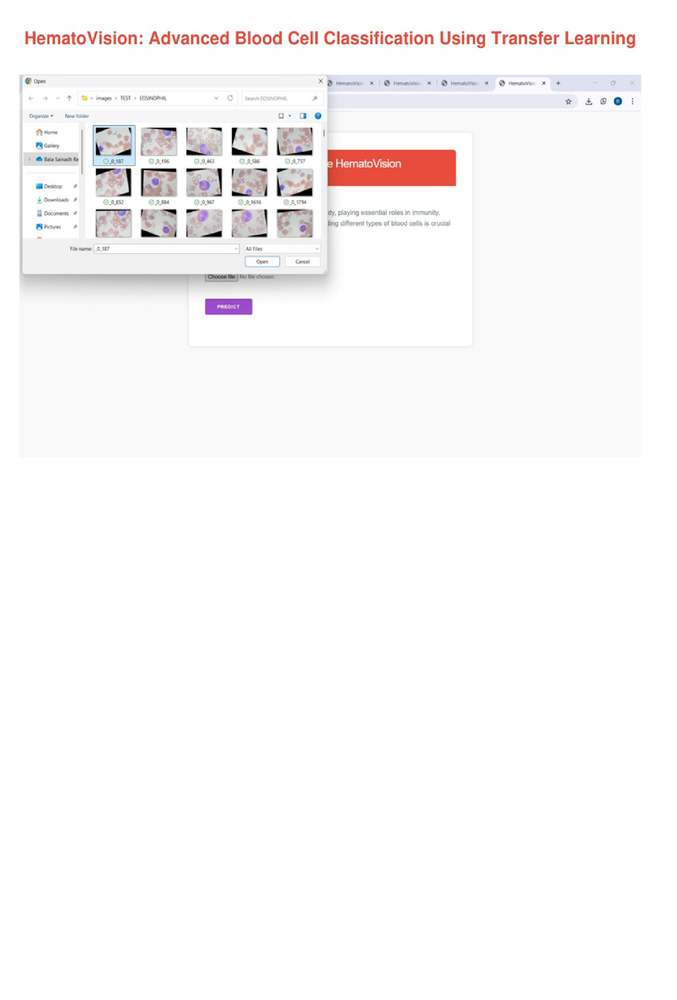 HematoVision: Advanced Blood Cell Classification Using Transfer Learning
Open
HematoVisio
HematoVisio
HematoVisio
HematoVisio
images > TEST > EOSINOPHIL
Search EOSINOPHIL
Organize
New folder
Home
Gallery
Bala Sainadh Re
Desktop
Downloads
Documents
Pictures
_0_187
_0_196
_0_463
_0_586
_0_737
_0_852
_0_884
_0_967
_0_1616
_0_1794
File name: _0_187
All Files
Open
Cancel
e HematoVision
dy, playing essential roles in immunity,
ding different types of blood cells is crucial
Choose file No file chosen
PREDICT